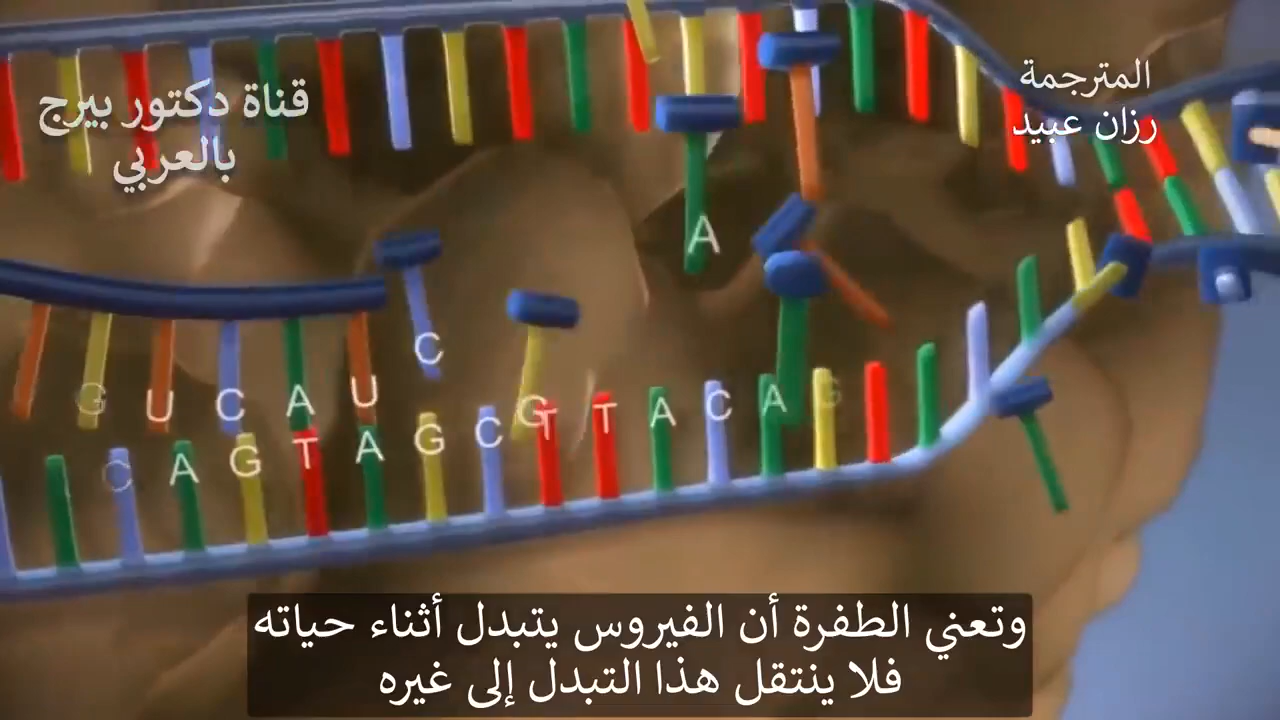 قناة دكتور بيرج
بالعربي
المترجمة
رزان عبيد
A
C
G U C A U
G
C A G T A G C T T A C A G
وتعني الطفرة أن الفيروس يتبدل أثناء حياته
فلا ينتقل هذا التبدل إلى غيره